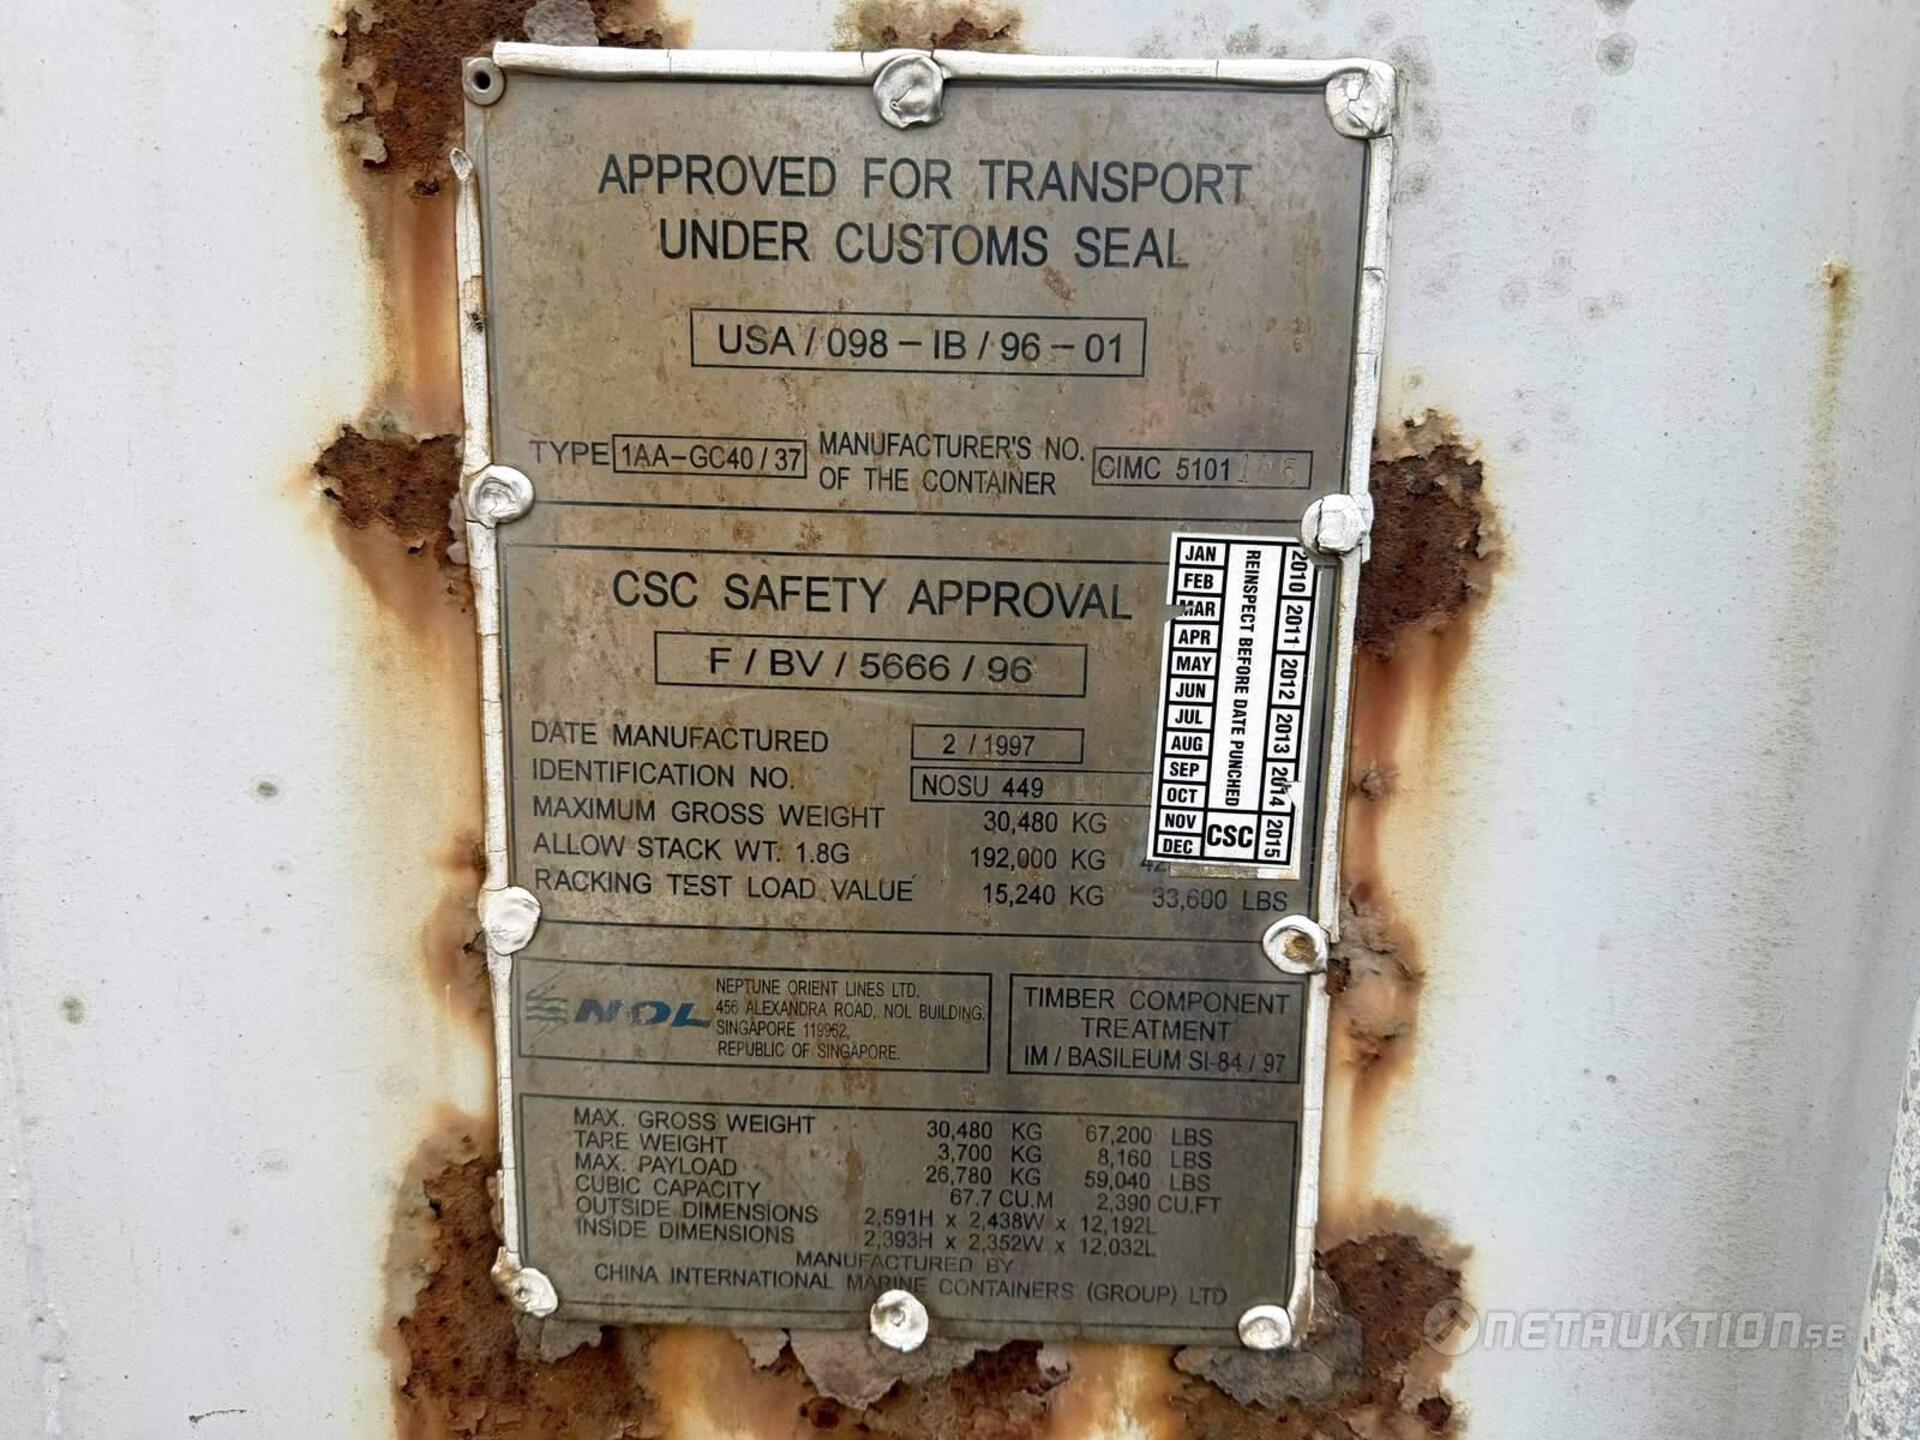 APPROVED FOR TRANSPORT
UNDER CUSTOMS SEAL
USA / 098 – IB / 96 – 01
TYPE 1AA–GC40 / 37
MANUFACTURER'S NO.
OF THE CONTAINER
CIMC 5101
CSC SAFETY APPROVAL
F / BV / 5666 / 96
DATE MANUFACTURED 2 / 1997
IDENTIFICATION NO. NOSU 449
MAXIMUM GROSS WEIGHT 30,480 KG
ALLOW STACK WT. 1.8G 192,000 KG 42
RACKING TEST LOAD VALUE 15,240 KG 33,600 LBS
JAN
FEB
MAR
APR
MAY
JUN
JUL
AUG
SEP
OCT
NOV
DEC
REINSPECT BEFORE DATE PUNCHED
CSC
2010 2011 2012 2013 2014 2015
NOL
NEPTUNE ORIENT LINES LTD.
456 ALEXANDRA ROAD, NOL BUILDING,
SINGAPORE 119962,
REPUBLIC OF SINGAPORE.
TIMBER COMPONENT
TREATMENT
IM / BASILEUM SI-84 / 97
MAX. GROSS WEIGHT 30,480 KG 67,200 LBS
TARE WEIGHT 3,700 KG 8,160 LBS
MAX. PAYLOAD 26,780 KG 59,040 LBS
CUBIC CAPACITY 67.7 CU.M 2,390 CU.FT
OUTSIDE DIMENSIONS 2,591H x 2,438W x 12,192L
INSIDE DIMENSIONS 2,393H x 2,352W x 12,032L
MANUFACTURED BY
CHINA INTERNATIONAL MARINE CONTAINERS (GROUP) LTD
NETAUKTION.SE